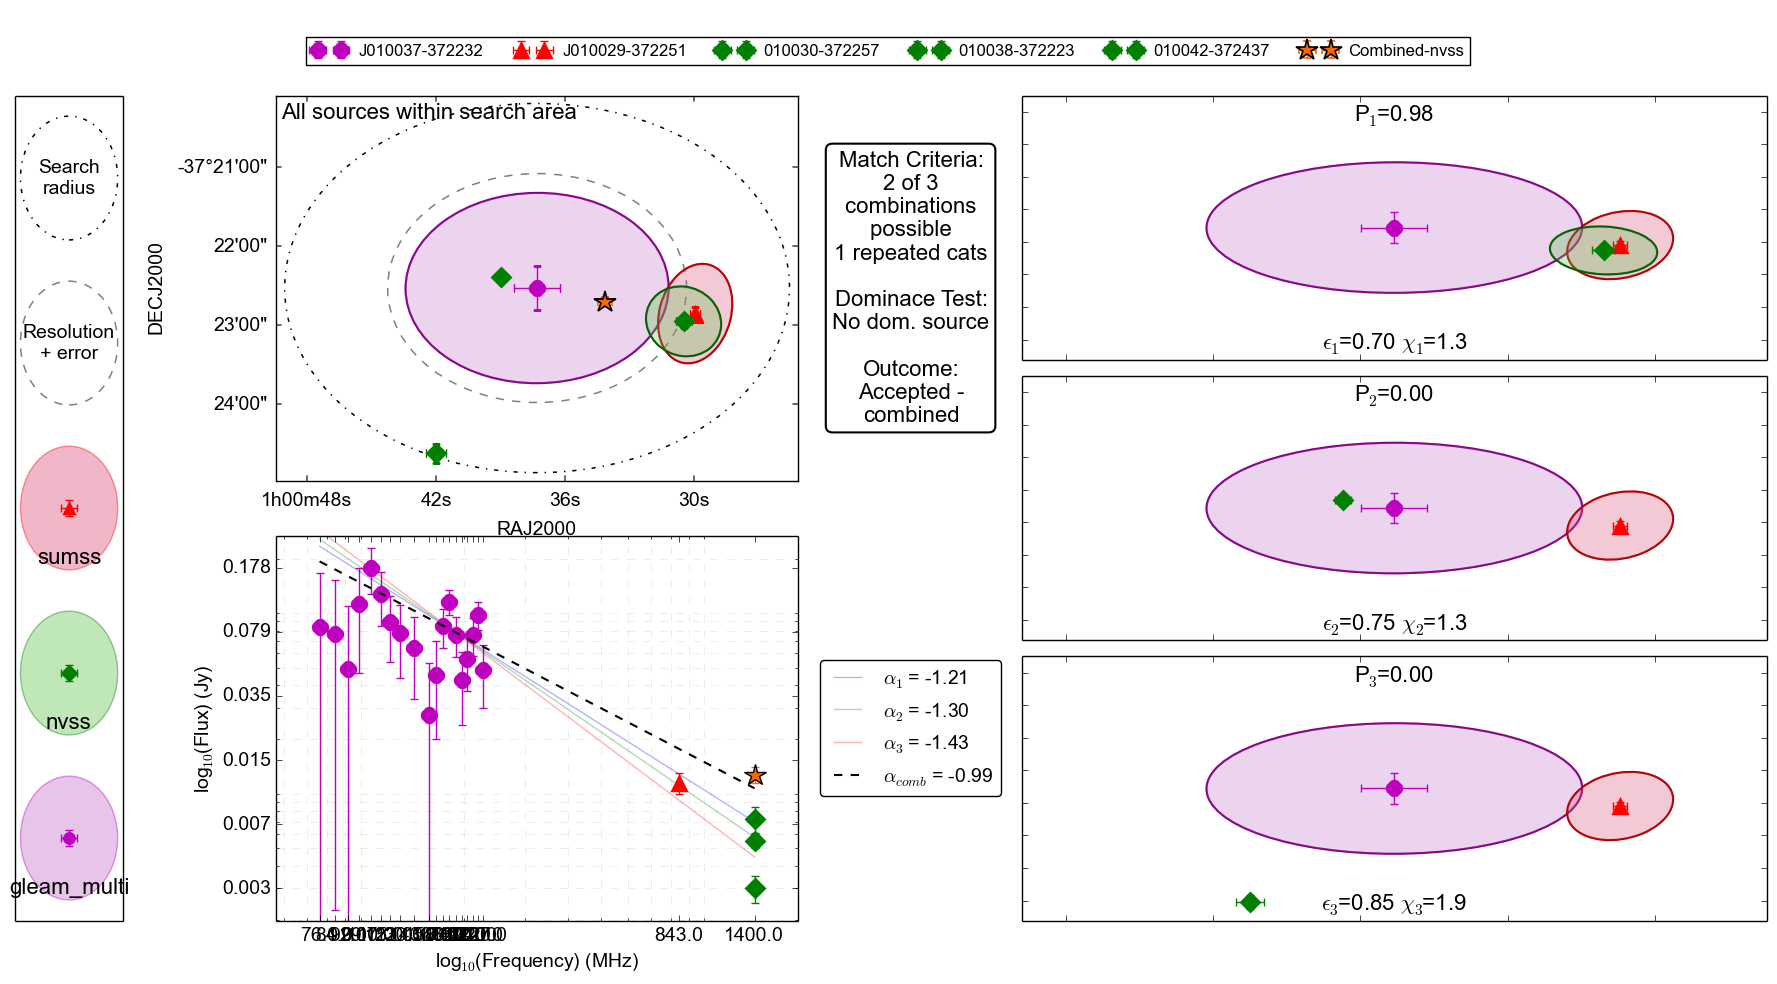 J010037-372232 J010029-372251 010030-372257 010038-372223 010042-372437 Combined-nvss
Search
radius
Resolution
+ error
sumss
nvss
gleam_multi
All sources within search area
-37°21'00"
22'00"
23'00"
24'00"
DECJ2000
1h00m48s 42s 36s 30s
RAJ2000
Match Criteria:
2 of 3
combinations
possible
1 repeated cats
Dominace Test:
No dom. source
Outcome:
Accepted -
combined
P1=0.98
ϵ1=0.70 χ1=1.3
P2=0.00
ϵ2=0.75 χ2=1.3
P3=0.00
ϵ3=0.85 χ3=1.9
0.178
0.079
0.035
0.015
0.007
0.003
log10(Flux) (Jy)
843.0 1400.0
log10(Frequency) (MHz)
α1 = -1.21
α2 = -1.30
α3 = -1.43
αcomb = -0.99